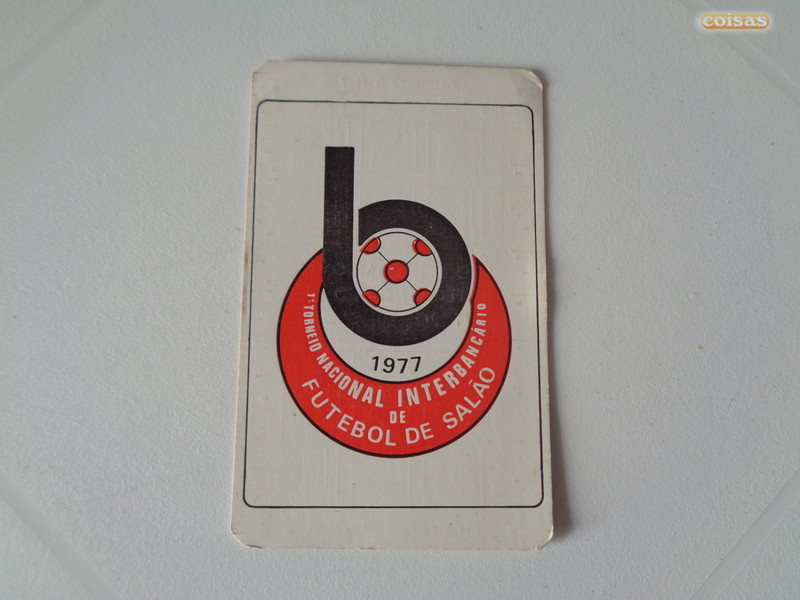 coisas
b
1977
1º TORNEIO NACIONAL INTERBANCÁRIO
DE
FUTEBOL DE SALÃO